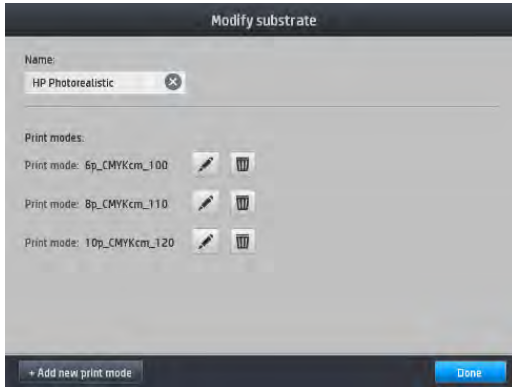 Modify substrate
Name:
HP Photorealistic
Print modes:
Print mode: 6p_CMYKcm_100
Print mode: 8p_CMYKcm_110
Print mode: 10p_CMYKcm_120
+ Add new print mode
Done